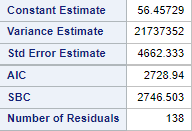 Constant Estimate 56.45729
Variance Estimate 21737352
Std Error Estimate 4662.333
AIC 2728.94
SBC 2746.503
Number of Residuals 138